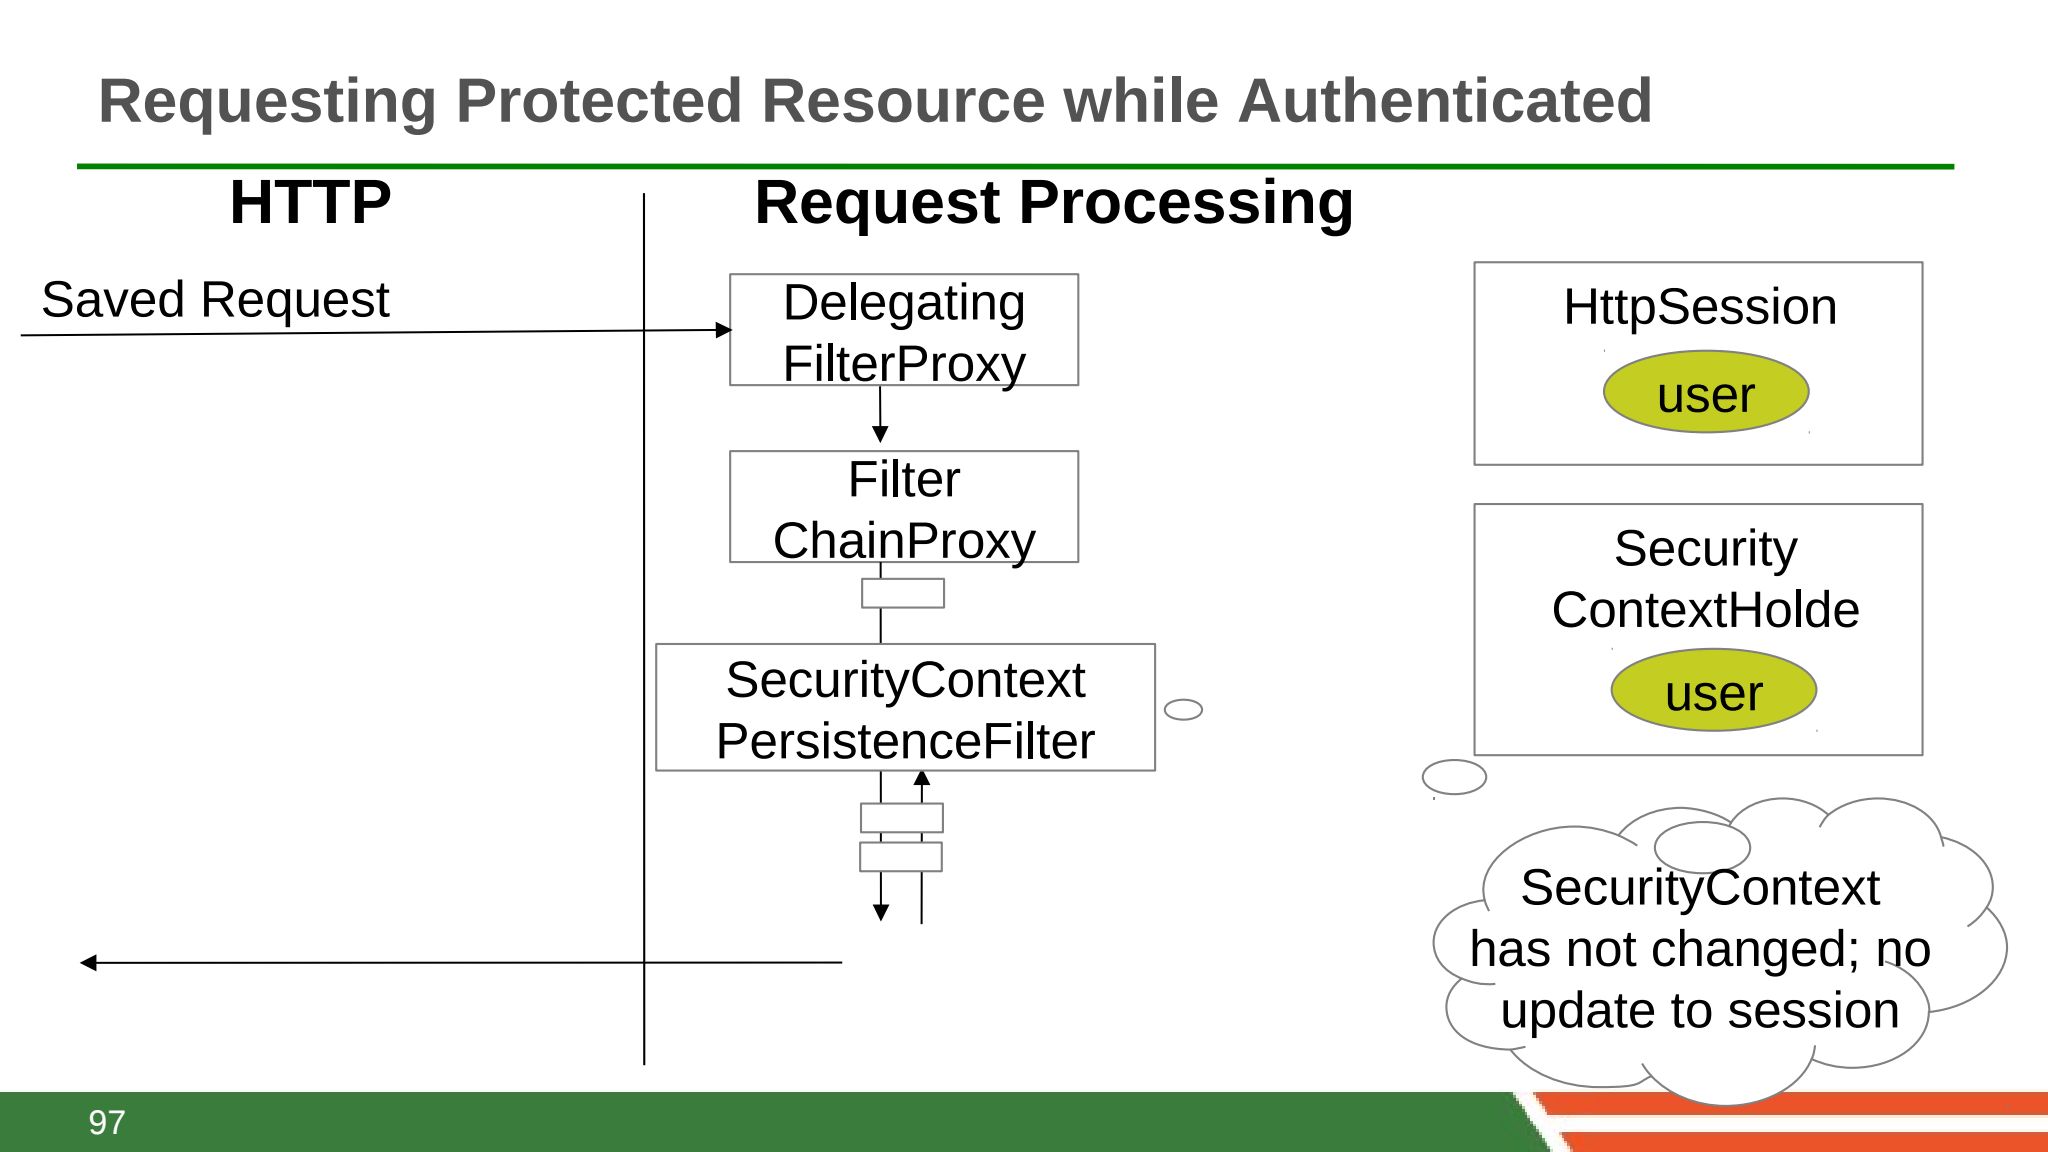 Requesting Protected Resource while Authenticated
HTTP
Request Processing
Saved Request
Delegating
FilterProxy
Filter
ChainProxy
SecurityContext
PersistenceFilter
HttpSession
user
Security
ContextHolde
user
SecurityContext
has not changed; no
update to session
97